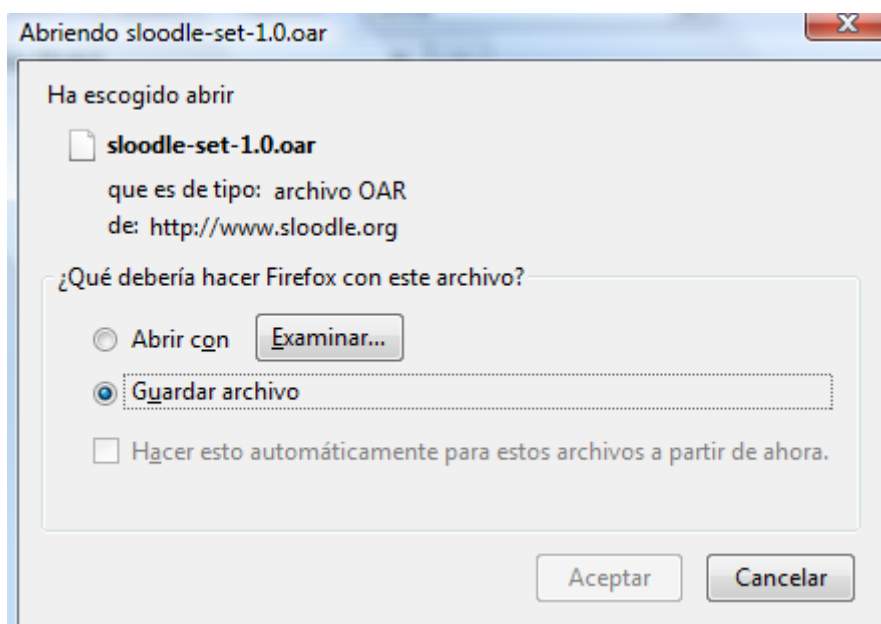 Abriendo sloodle-set-1.0.oar
Ha escogido abrir
sloodle-set-1.0.oar
que es de tipo: archivo OAR
de: http://www.sloodle.org
¿Qué debería hacer Firefox con este archivo?
Abrir con Examinar...
Guardar archivo
Hacer esto automáticamente para estos archivos a partir de ahora.
Aceptar Cancelar